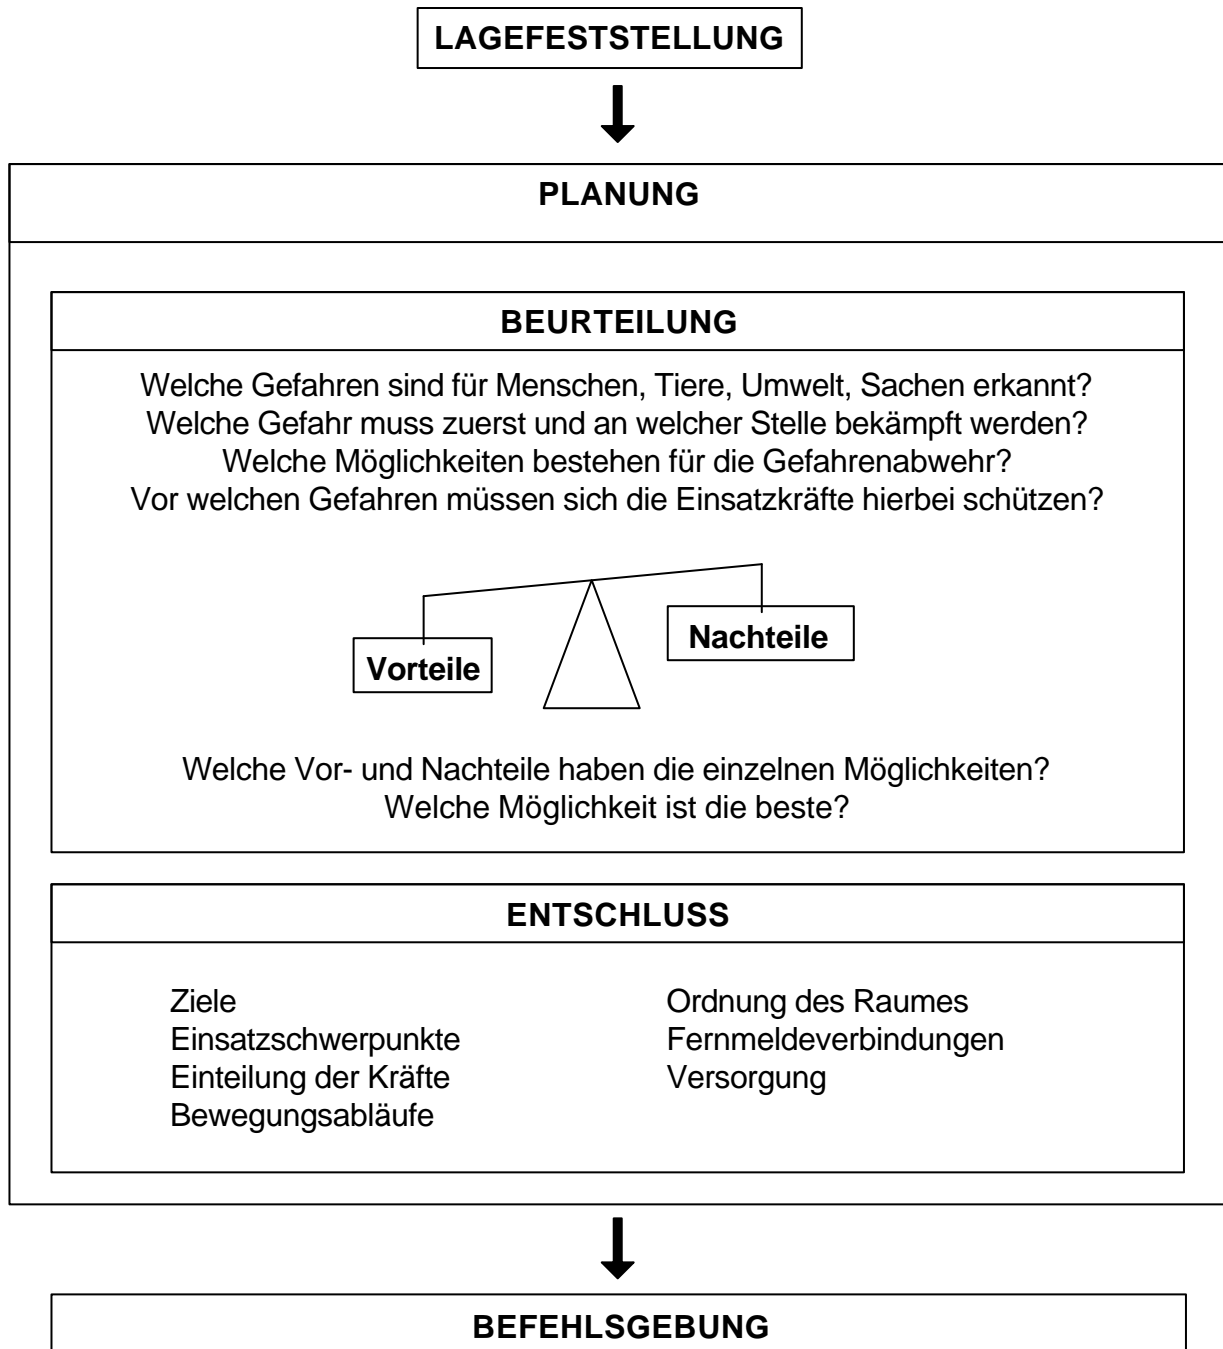 LAGEFESTSTELLUNG
PLANUNG
BEURTEILUNG
Welche Gefahren sind für Menschen, Tiere, Umwelt, Sachen erkannt?
Welche Gefahr muss zuerst und an welcher Stelle bekämpft werden?
Welche Möglichkeiten bestehen für die Gefahrenabwehr?
Vor welchen Gefahren müssen sich die Einsatzkräfte hierbei schützen?
Vorteile
Nachteile
Welche Vor- und Nachteile haben die einzelnen Möglichkeiten?
Welche Möglichkeit ist die beste?
ENTSCHLUSS
Ziele
Einsatzschwerpunkte
Einteilung der Kräfte
Bewegungsabläufe
Ordnung des Raumes
Fernmeldeverbindungen
Versorgung
BEFEHLSGEBUNG